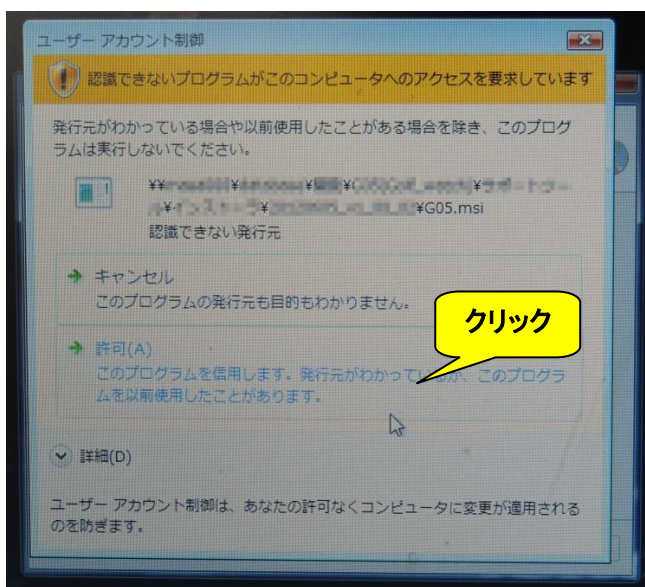 ユーザー アカウント制御
認識できないプログラムがこのコンピュータへのアクセスを要求しています
発行元がわかっている場合や以前使用したことがある場合を除き、このプログ
ラムは実行しないでください。
¥G05.msi
認識できない発行元
キャンセル
このプログラムの発行元も目的もわかりません。
クリック
許可(A)
このプログラムを信用します。発行元がわかっているか、このプログラ
ムを以前使用したことがあります。
詳細(D)
ユーザー アカウント制御は、あなたの許可なくコンピュータに変更が適用される
のを防ぎます。